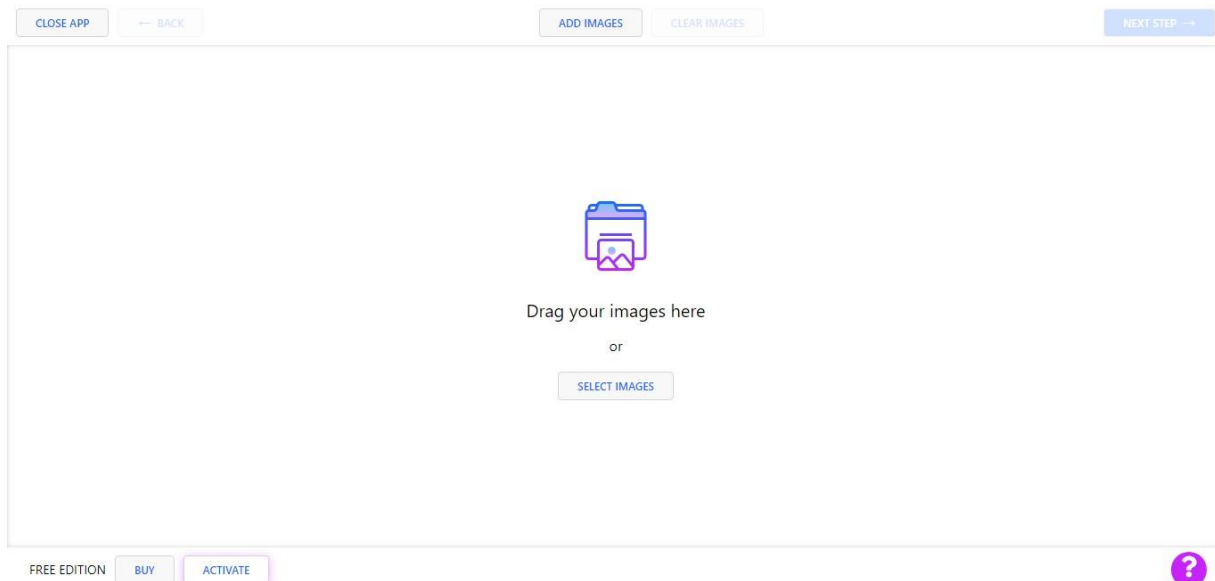 CLOSE APP
← BACK
ADD IMAGES
CLEAR IMAGES
NEXT STEP →
Drag your images here
or
SELECT IMAGES
FREE EDITION
BUY
ACTIVATE
?